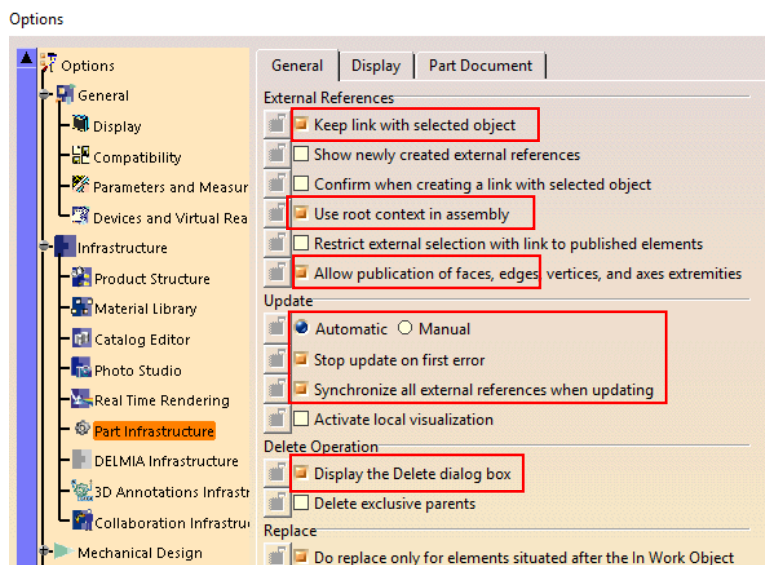 Options
Options
General
Display
Compatibility
Parameters and Measur
Devices and Virtual Rea
Infrastructure
Product Structure
Material Library
Catalog Editor
Photo Studio
Real Time Rendering
Part Infrastructure
DELMIA Infrastructure
3D Annotations Infrastr
Collaboration Infrastru
Mechanical Design
General Display Part Document
External References
Keep link with selected object
Show newly created external references
Confirm when creating a link with selected object
Use root context in assembly
Restrict external selection with link to published elements
Allow publication of faces, edges, vertices, and axes extremities
Update
Automatic Manual
Stop update on first error
Synchronize all external references when updating
Activate local visualization
Delete Operation
Display the Delete dialog box
Delete exclusive parents
Replace
Do replace only for elements situated after the In Work Object